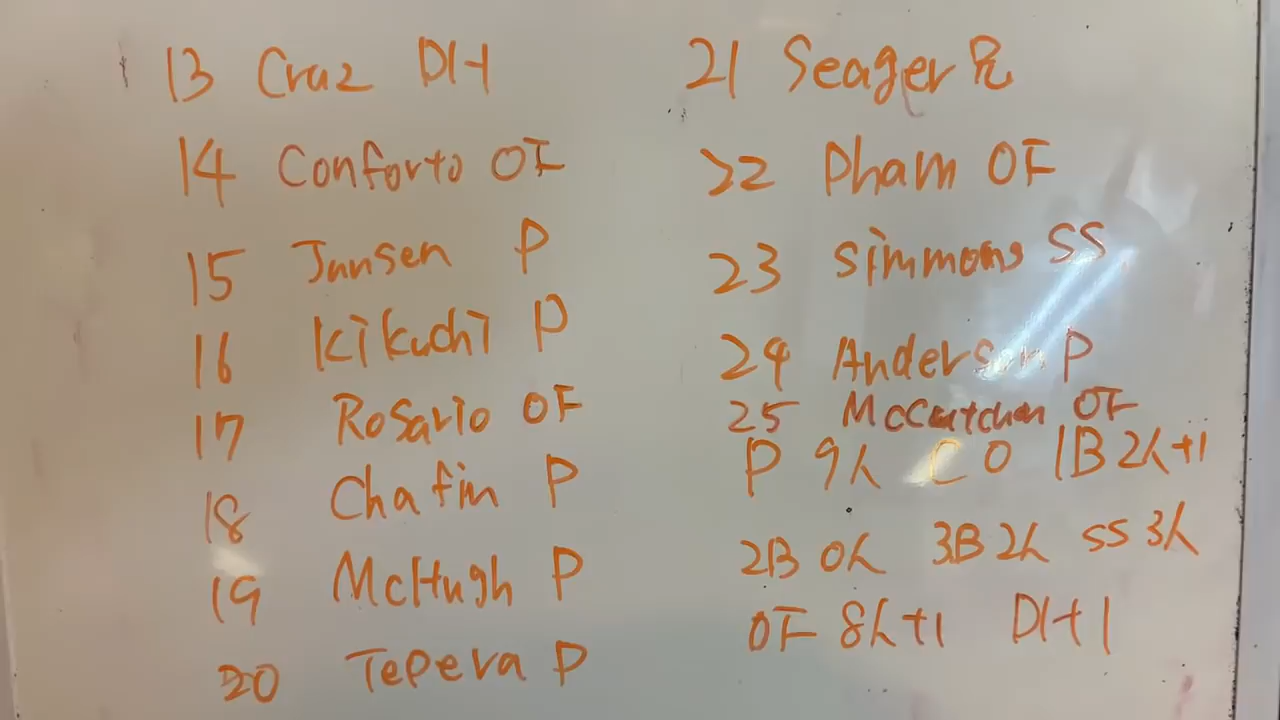 13 Cruz DH
14 Conforto OF
15 Jansen P
16 Kikuchi P
17 Rosario OF
18 Chafin P
19 McHugh P
20 Tepera P
21 Seager
22 Pham OF
23 Simmons SS
24 Anderson P
25 McCutchen OF
P 9人 C 0 1B 2人+1
2B 0人 3B 2人 SS 3人
OF 8人+1 DH 1